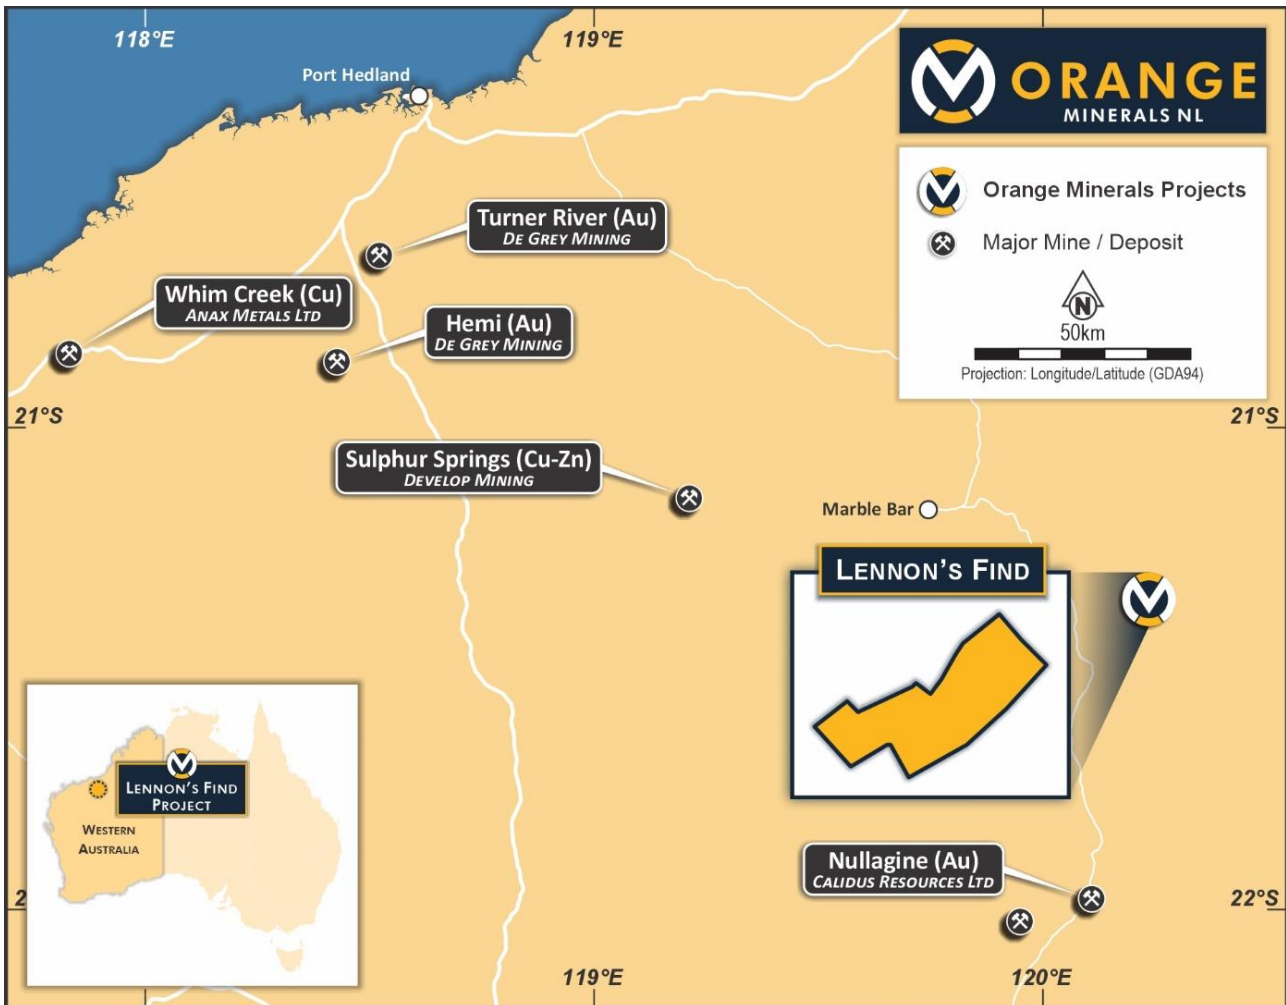 118°E
119°E
Port Hedland
ORANGE
MINERALS NL
Orange Minerals Projects
Major Mine / Deposit
N
50km
Projection: Longitude/Latitude (GDA94)
Turner River (Au)
DE GREY MINING
Whim Creek (Cu)
ANAX METALS LTD
Hemi (Au)
DE GREY MINING
21°S
21°S
Sulphur Springs (Cu-Zn)
DEVELOP MINING
Marble Bar
LENNON'S FIND
LENNON'S FIND
PROJECT
WESTERN
AUSTRALIA
Nullagine (Au)
CALIDUS RESOURCES LTD
22°S
119°E
120°E